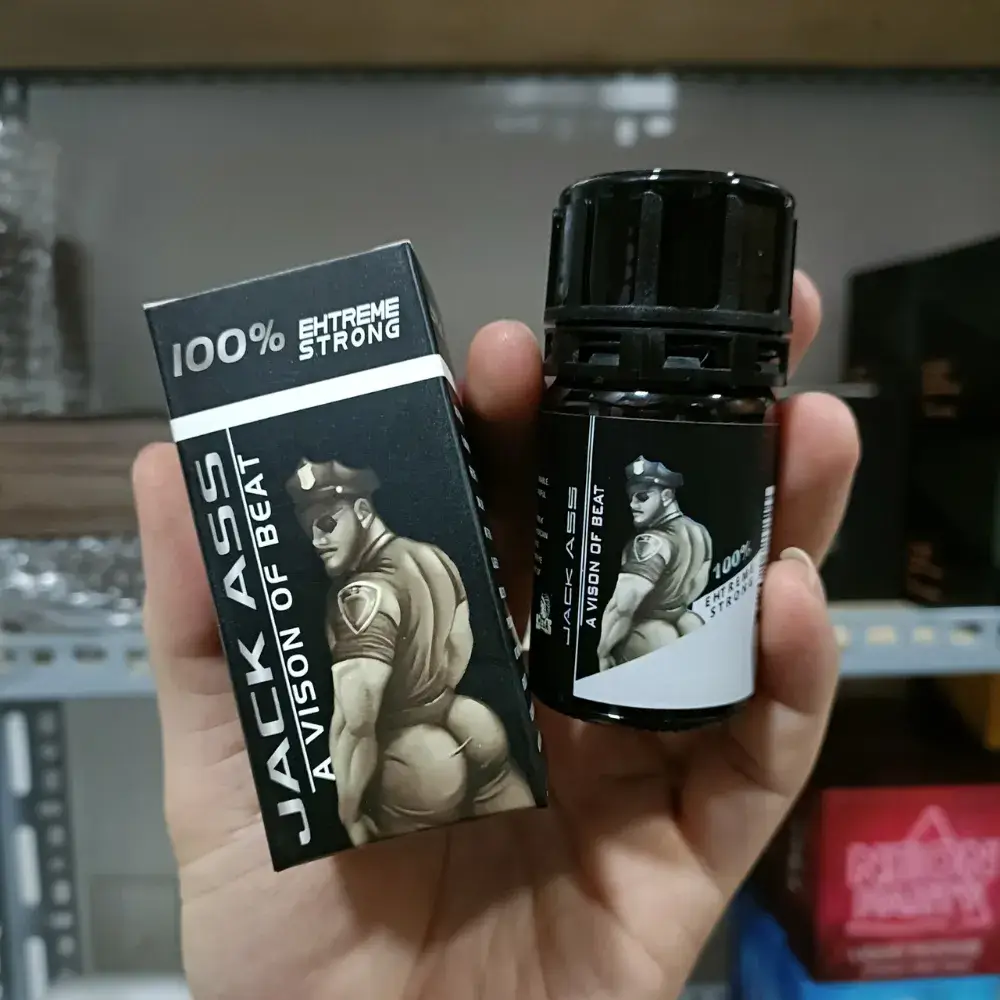 100%
EHTREME
STRONG
JACK ASS
A VISON OF BEAT
JACK ASS
A VISON OF BEAT
100%
EHTREME
STRONG